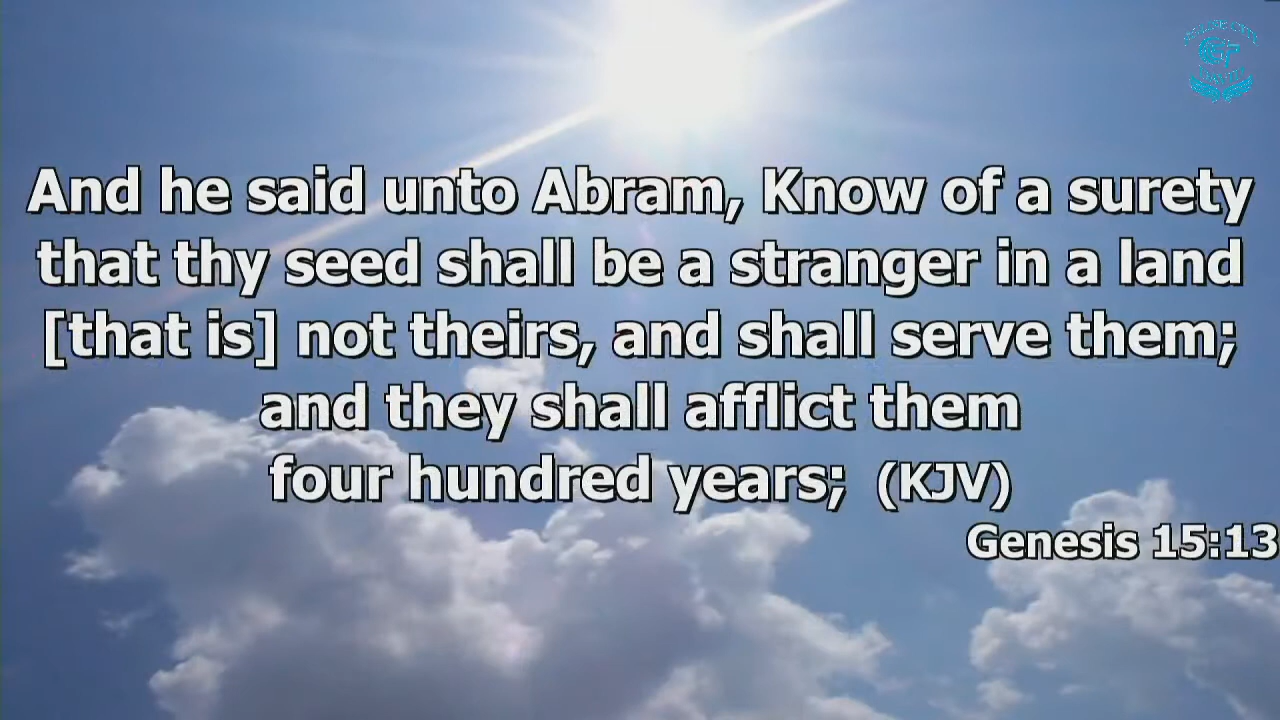 And he said unto Abram, Know of a surety
that thy seed shall be a stranger in a land
[that is] not theirs, and shall serve them;
and they shall afflict them
four hundred years; (KJV)
Genesis 15:13